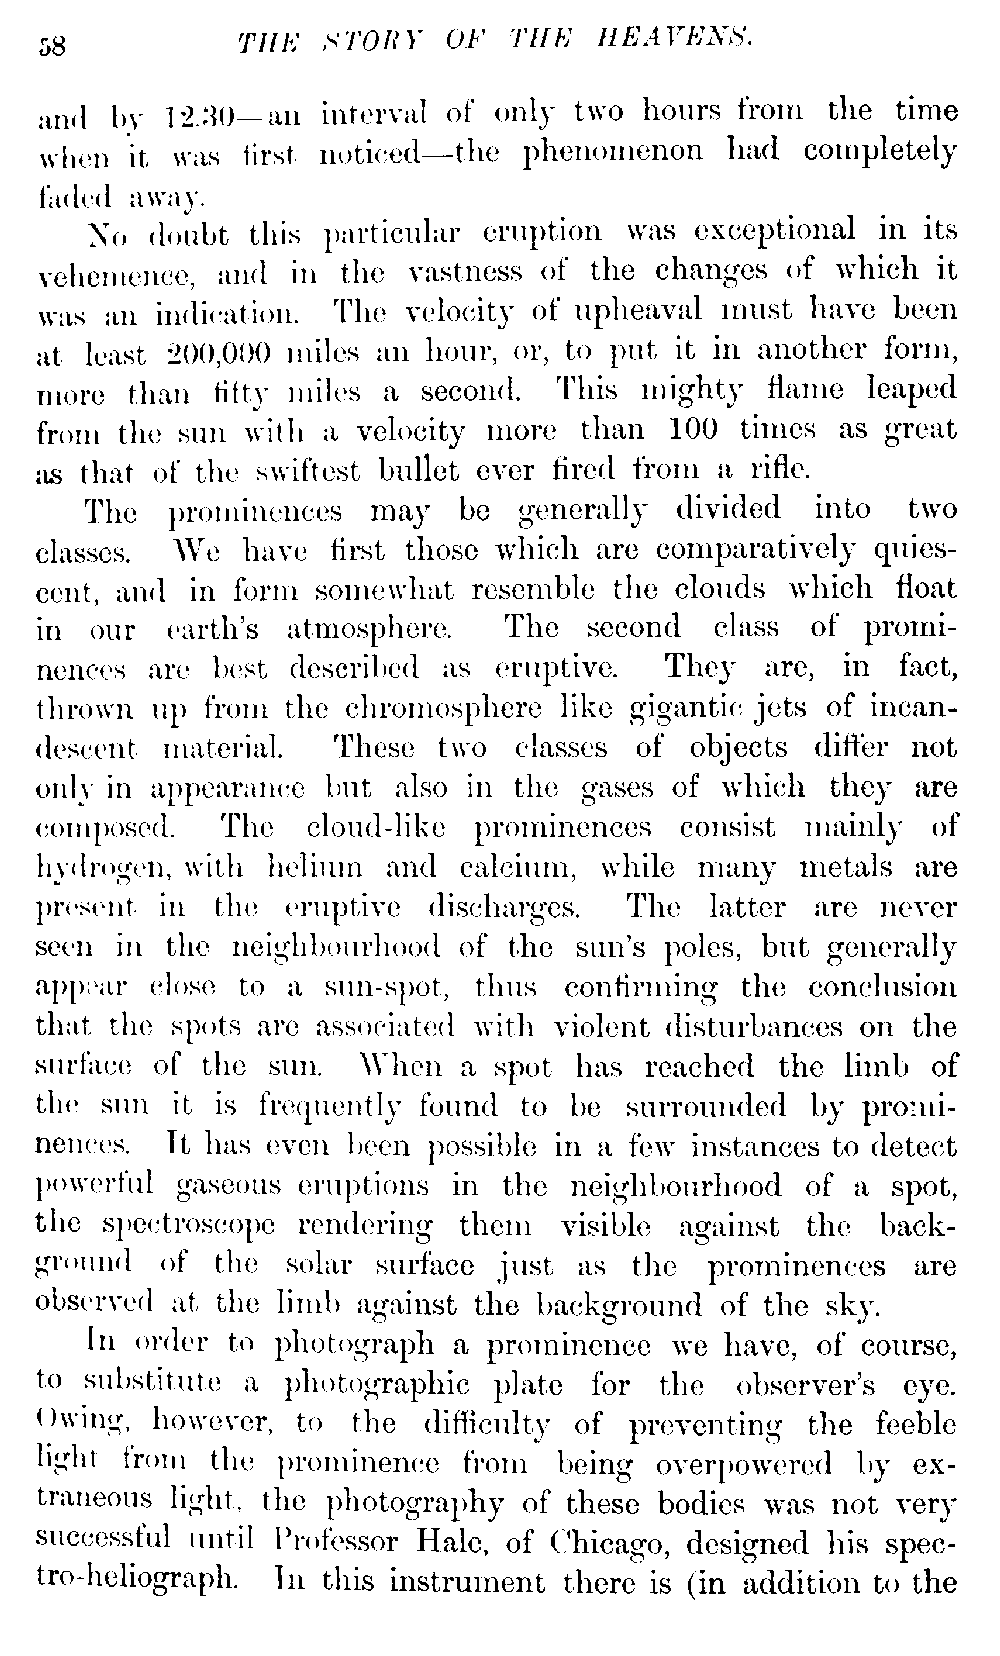 58 THE STORY OF THE HEAVENS.
and by 12.30—an interval of only two hours from the time
when it was first noticed—the phenomenon had completely
faded away.
No doubt this particular eruption was exceptional in its
vehemence, and in the vastness of the changes of which it
was an indication. The velocity of upheaval must have been
at least 200,000 miles an hour, or, to put it in another form,
more than fifty miles a second. This mighty flame leaped
from the sun with a velocity more than 100 times as great
as that of the swiftest bullet ever fired from a rifle.
The prominences may be generally divided into two
classes. We have first those which are comparatively quies-
cent, and in form somewhat resemble the clouds which float
in our earth's atmosphere. The second class of promi-
nences are best described as eruptive. They are, in fact,
thrown up from the chromosphere like gigantic jets of incan-
descent material. These two classes of objects differ not
only in appearance but also in the gases of which they are
composed. The cloud-like prominences consist mainly of
hydrogen, with helium and calcium, while many metals are
present in the eruptive discharges. The latter are never
seen in the neighbourhood of the sun's poles, but generally
appear close to a sun-spot, thus confirming the conclusion
that the spots are associated with violent disturbances on the
surface of the sun. When a spot has reached the limb of
the sun it is frequently found to be surrounded by promi-
nences. It has even been possible in a few instances to detect
powerful gaseous eruptions in the neighbourhood of a spot,
the spectroscope rendering them visible against the back-
ground of the solar surface just as the prominences are
observed at the limb against the background of the sky.
In order to photograph a prominence we have, of course,
to substitute a photographic plate for the observer's eye.
Owing, however, to the difficulty of preventing the feeble
light from the prominence from being overpowered by ex-
traneous light, the photography of these bodies was not very
successful until Professor Hale, of Chicago, designed his spec-
tro-heliograph. In this instrument there is (in addition to the